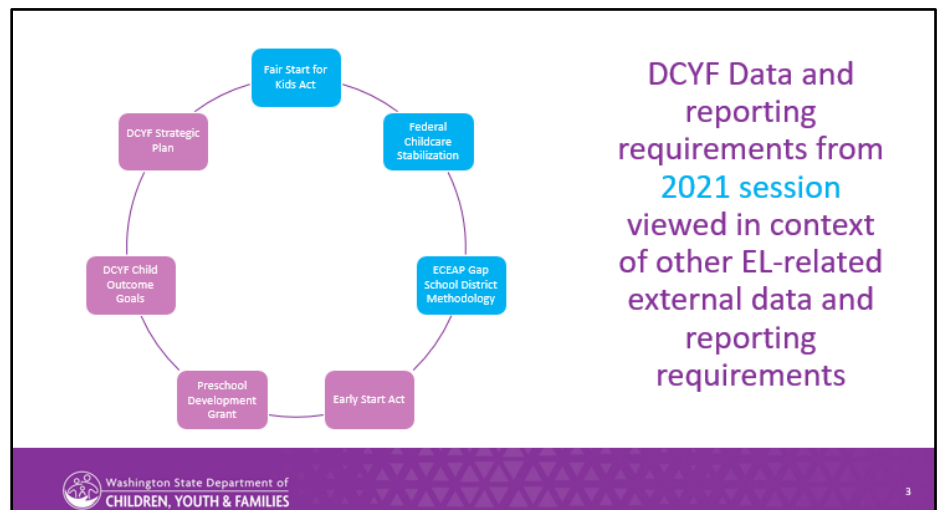 Fair Start for
Kids Act
Federal
Childcare
Stabilization
ECEAP Gap
School District
Methodology
Early Start Act
Preschool
Development
Grant
DCYF Child
Outcome
Goals
DCYF Strategic
Plan
DCYF Data and
reporting
requirements from
2021 session
viewed in context
of other EL-related
external data and
reporting
requirements
Washington State Department of
CHILDREN, YOUTH & FAMILIES
3